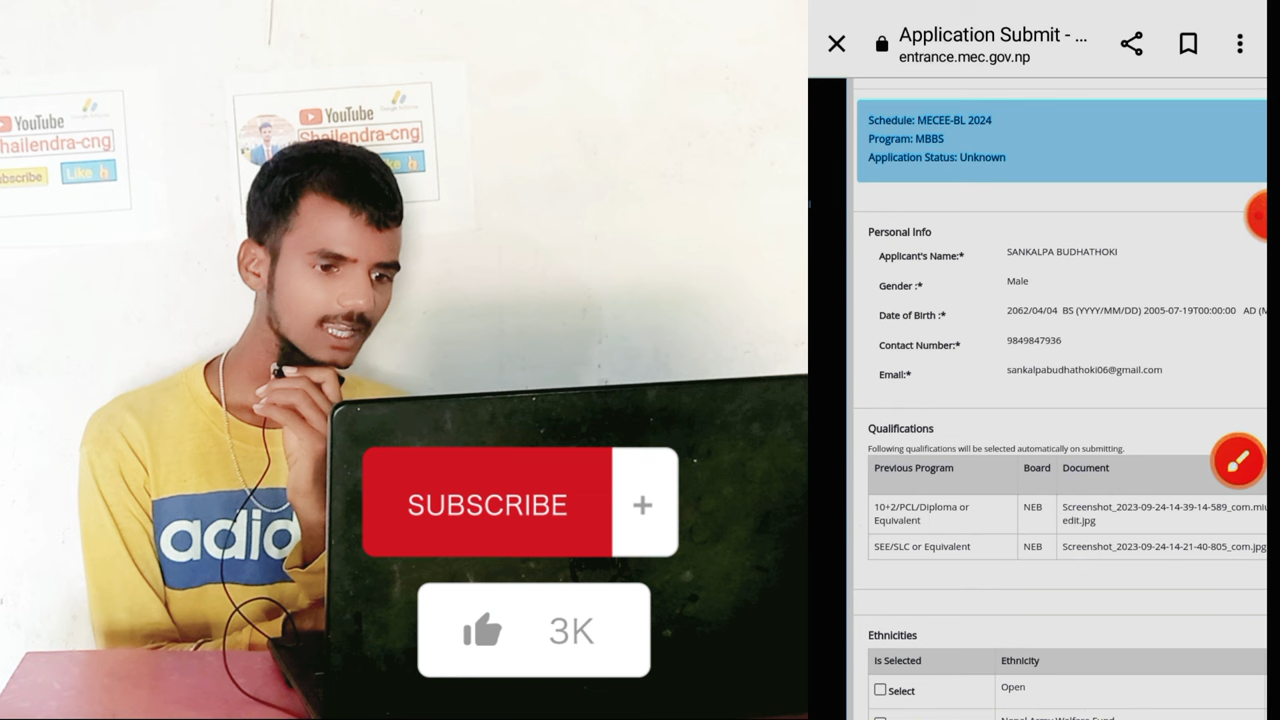 YouTube
hailendra-cng
bscribe
Like
YouTube
Shailendra-cng
ke
adid
SUBSCRIBE +
3K
Application Submit - ...
entrance.mec.gov.np
Schedule: MECEE-BL 2024
Program: MBBS
Application Status: Unknown
Personal Info
Applicant's Name:* SANKALPA BUDHATHOKI
Gender :* Male
Date of Birth :* 2062/04/04 BS (YYYY/MM/DD) 2005-07-19T00:00:00 AD (M
Contact Number:* 9849847936
Email:* sankalpabudhathoki06@gmail.com
Qualifications
Following qualifications will be selected automatically on submitting.
Previous Program Board Document
10+2/PCL/Diploma or Equivalent NEB Screenshot_2023-09-24-14-39-14-589_com.miu edit.jpg
SEE/SLC or Equivalent NEB Screenshot_2023-09-24-14-21-40-805_com.jpg
Ethnicities
Is Selected Ethnicity
Select Open